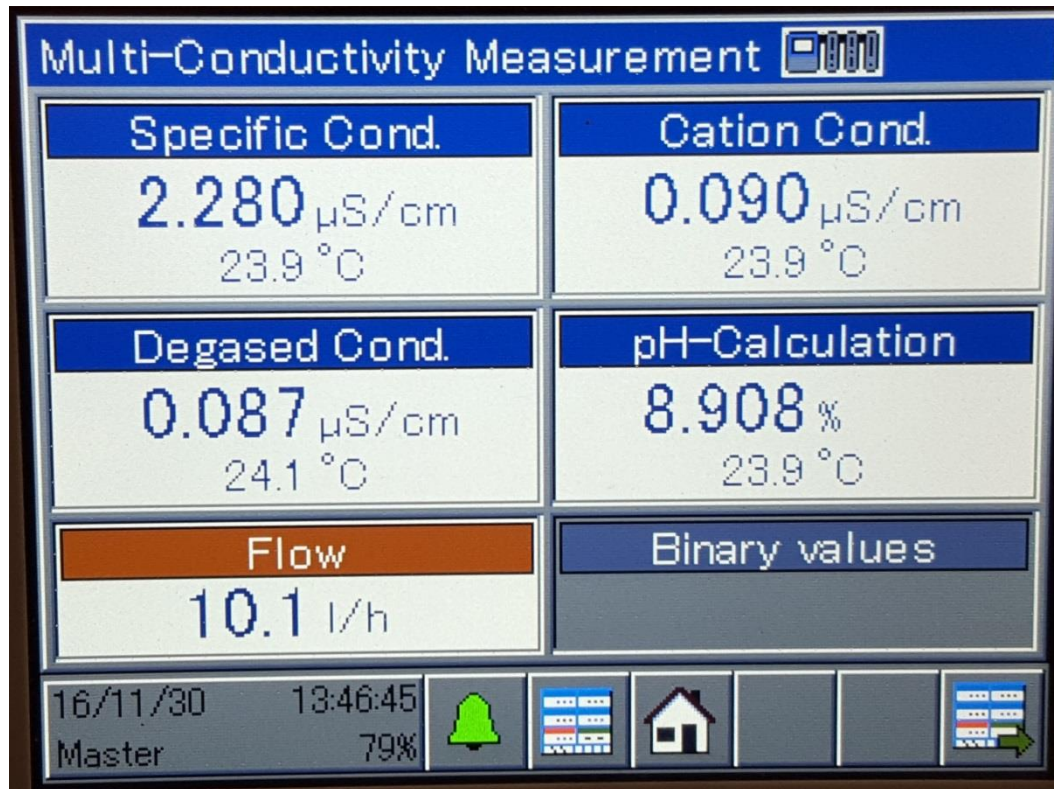 Multi-Conductivity Measurement
Specific Cond.
2.280 µS/cm
23.9 °C
Cation Cond.
0.090 µS/cm
23.9 °C
Degased Cond.
0.087 µS/cm
24.1 °C
pH-Calculation
8.908 %
23.9 °C
Flow
10.1 l/h
Binary values
16/11/30 13:46:45
Master 79%